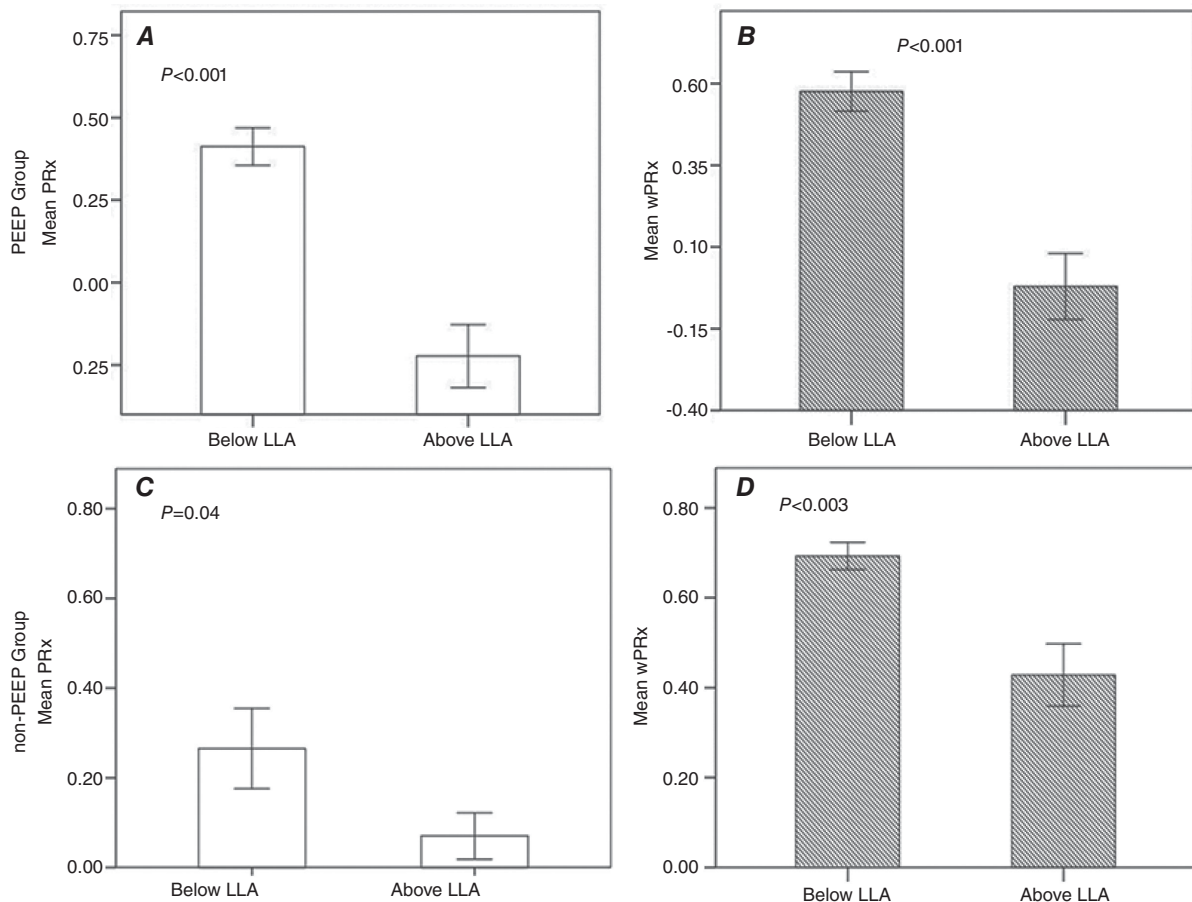 A
P<0.001
PEEP Group
Mean PRx
0.75
0.50
0.25
0.00
0.25
Below LLA
Above LLA
B
P<0.001
Mean wPRx
0.60
0.35
0.10
-0.15
-0.40
Below LLA
Above LLA
C
P=0.04
non-PEEP Group
Mean PRx
0.80
0.60
0.40
0.20
0.00
Below LLA
Above LLA
D
P<0.003
Mean wPRx
0.80
0.60
0.40
0.20
0.00
Below LLA
Above LLA